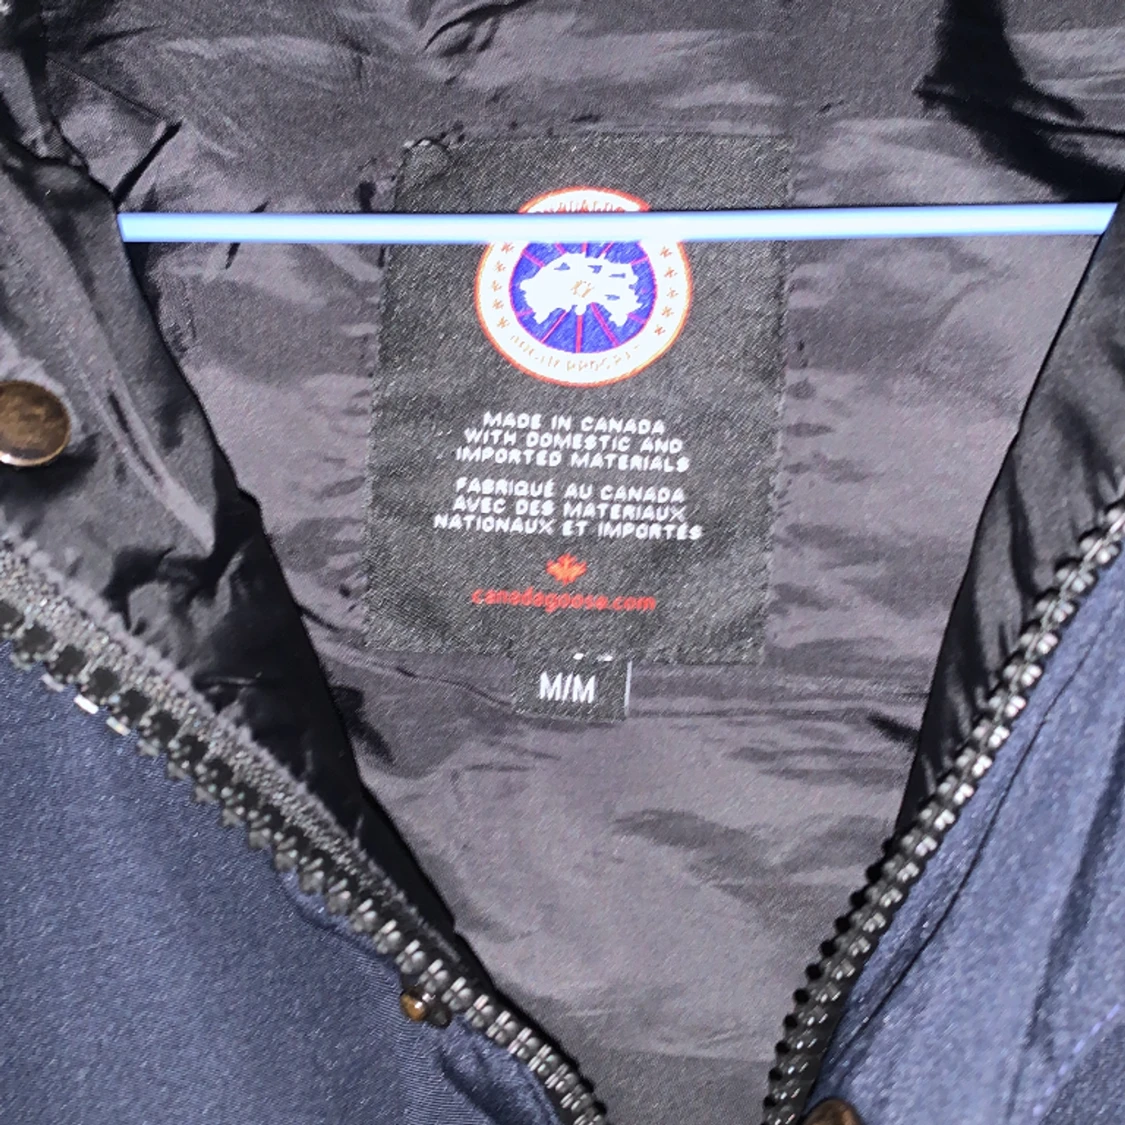 MADE IN CANADA
WITH DOMESTIC AND
IMPORTED MATERIALS
FABRIQUÉ AU CANADA
AVEC DES MATERIAUX
NATIONAUX ET IMPORTÉS
canadagoose.com
M/M